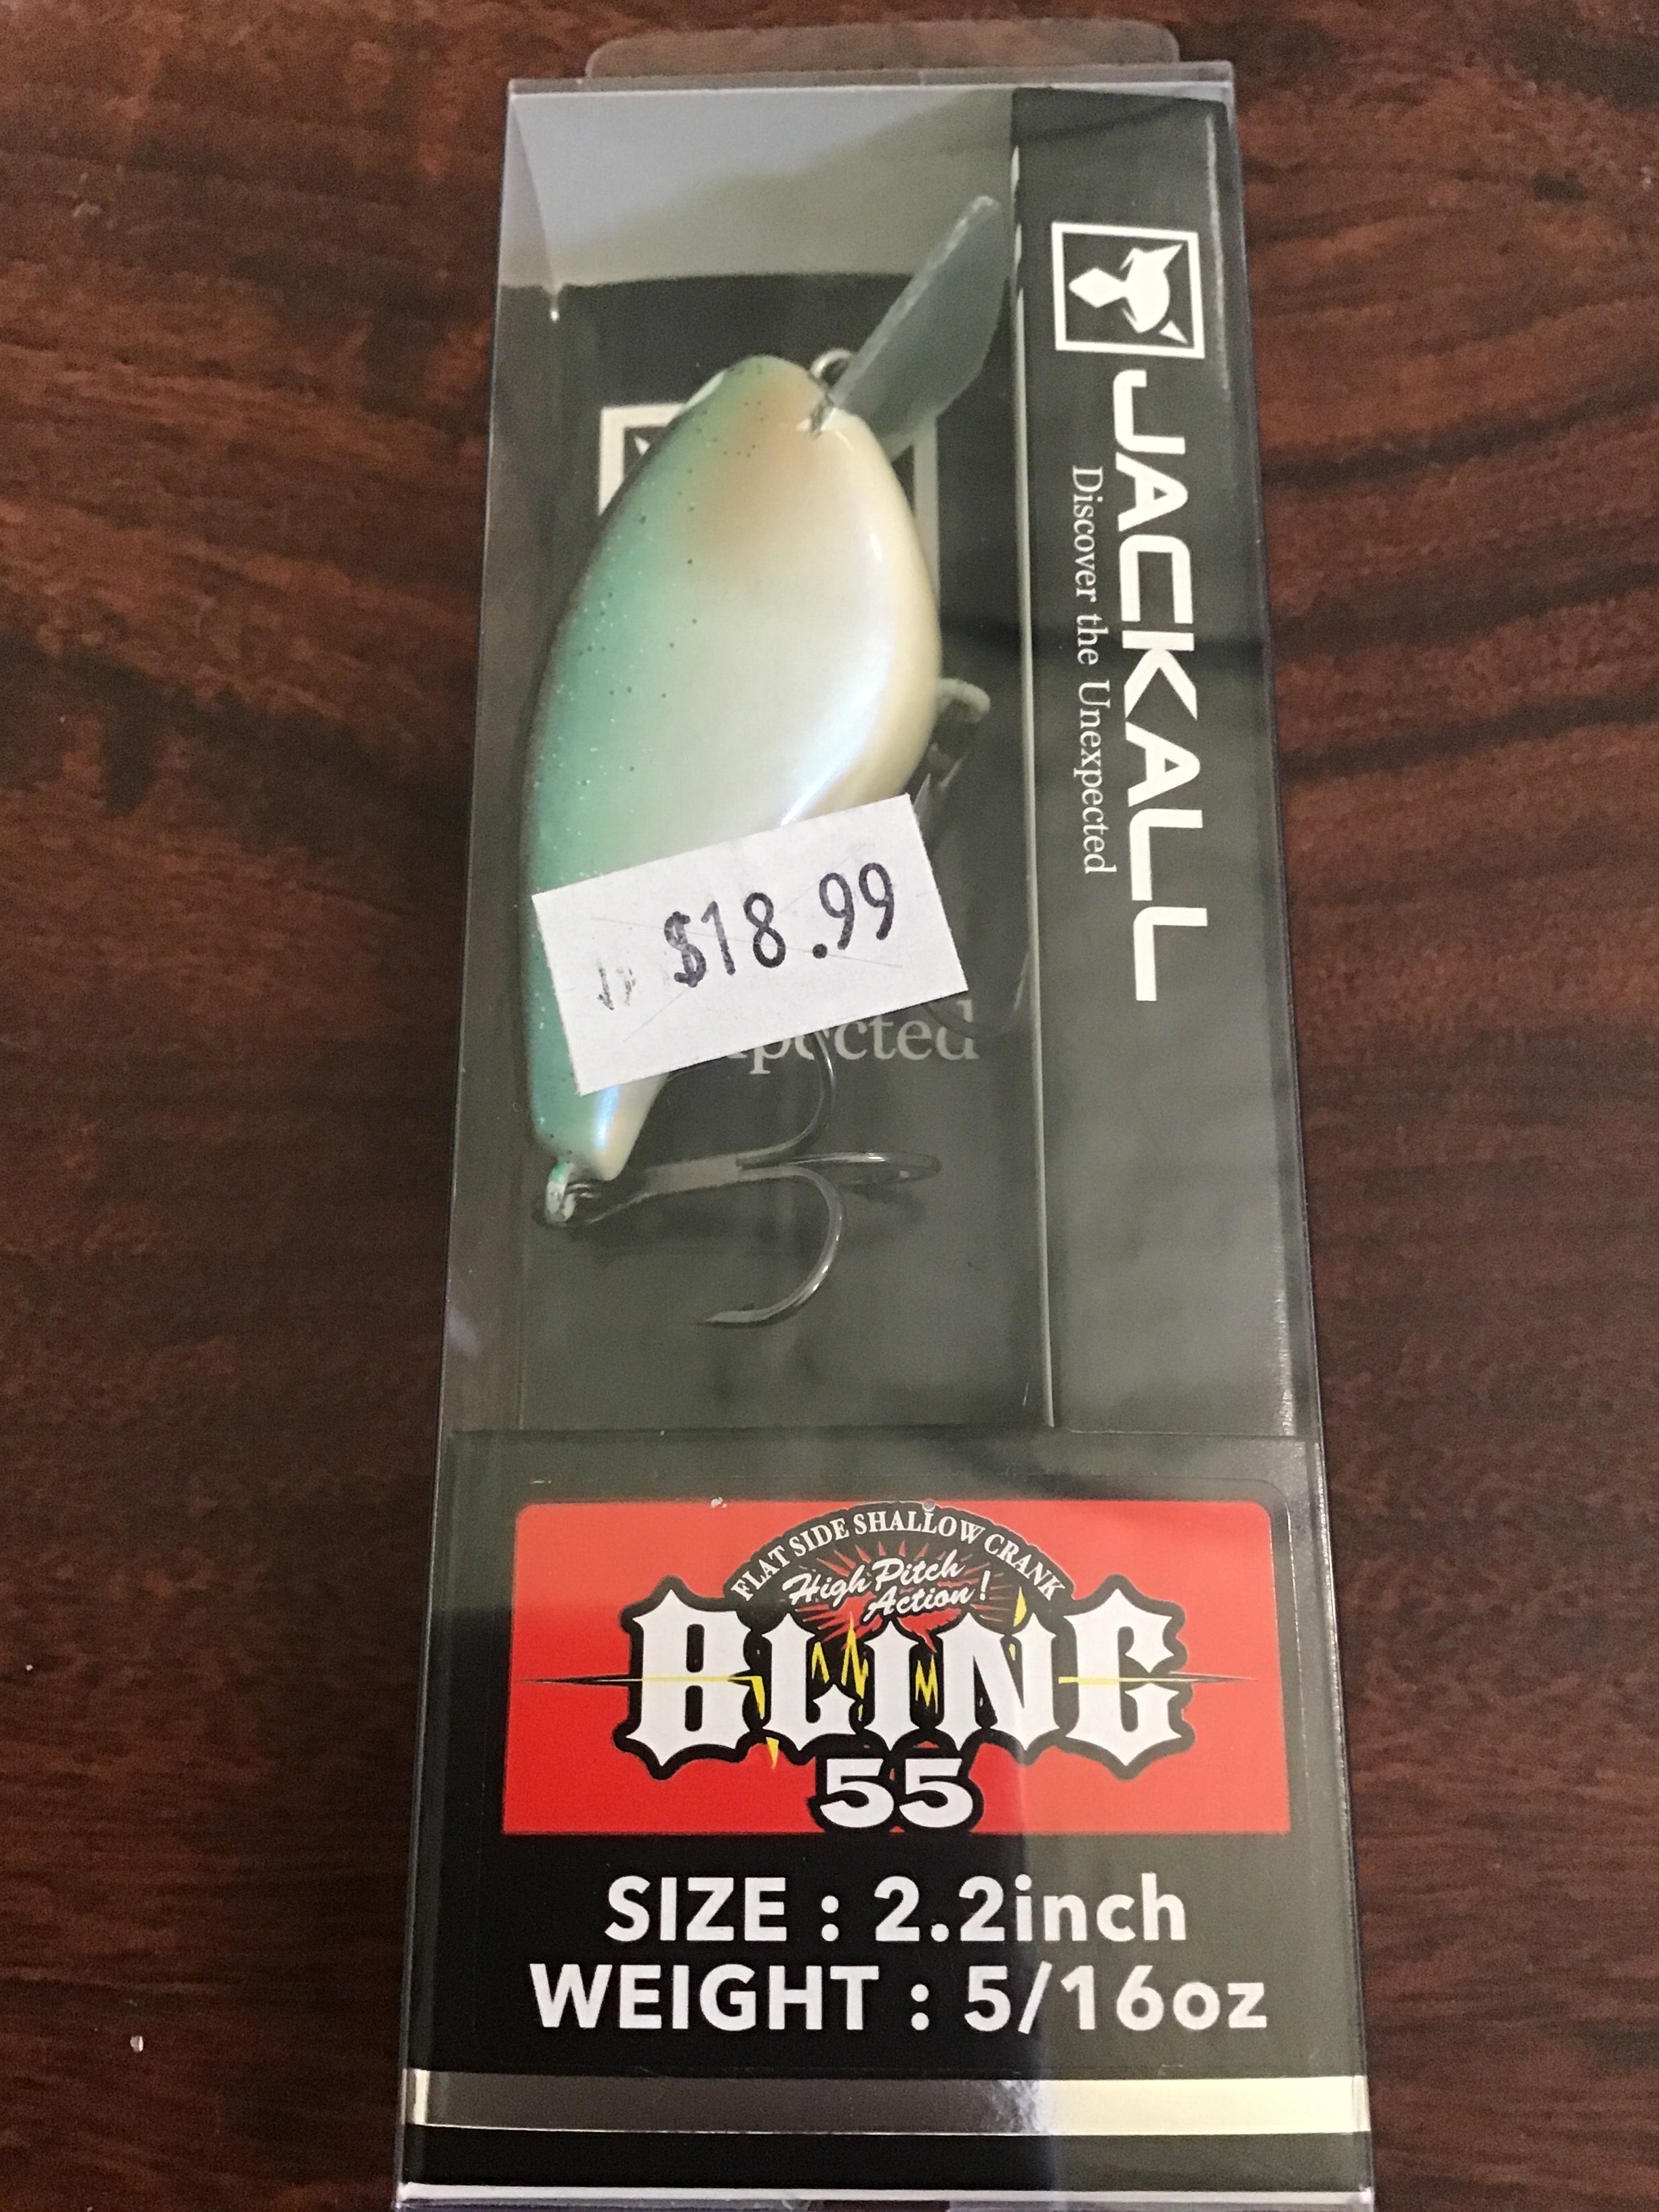 JACKALL
Discover the Unexpected
$18.99
pected
FLAT SIDE SHALLOW CRANK
High Pitch
Action!
BLING
55
SIZE : 2.2inch
WEIGHT : 5/16oz